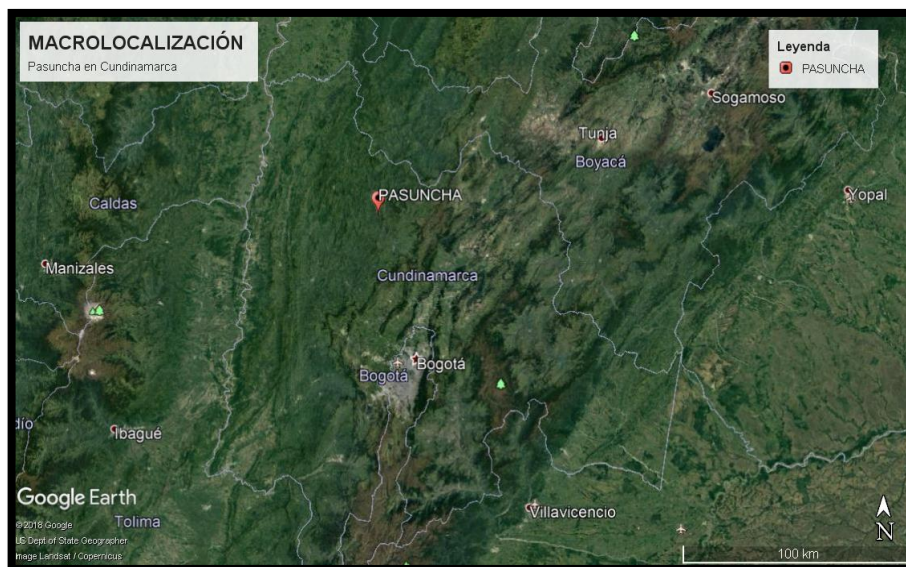 MACROLOCALIZACIÓN
Pasuncha en Cundinamarca
Leyenda
PASUNCHA
Sogamoso
Tunja
Boyacá
Yopal
PASUNCHA
Caldas
Manizales
Cundinamarca
Bogotá
Bogotá
dío
Ibagué
Google Earth
Tolima
Villavicencio
© 2018 Google
US Dept of State Geographer
Image Landsat / Copernicus
N
100 km